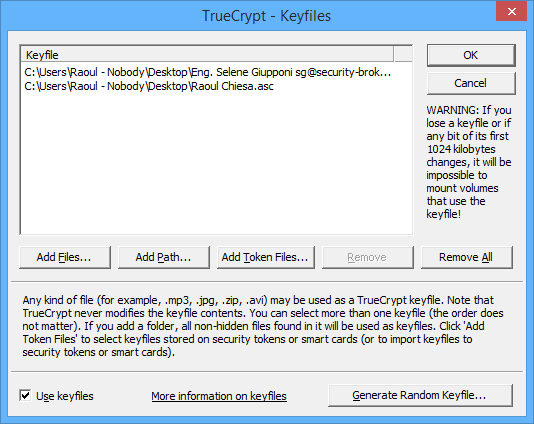 TrueCrypt - Keyfiles
Keyfile
C:\Users\Raoul - Nobody\Desktop\Eng. Selene Giupponi sg@security-brok...
C:\Users\Raoul - Nobody\Desktop\Raoul Chiesa.asc
OK
Cancel
WARNING: If you
lose a keyfile or if
any bit of its first
1024 kilobytes
changes, it will be
impossible to
mount volumes
that use the
keyfile!
Add Files...
Add Path...
Add Token Files...
Remove
Remove All
Any kind of file (for example, .mp3, .jpg, .zip, .avi) may be used as a TrueCrypt keyfile. Note that
TrueCrypt never modifies the keyfile contents. You can select more than one keyfile (the order does
not matter). If you add a folder, all non-hidden files found in it will be used as keyfiles. Click 'Add
Token Files' to select keyfiles stored on security tokens or smart cards (or to import keyfiles to
security tokens or smart cards).
Use keyfiles
More information on keyfiles
Generate Random Keyfile...